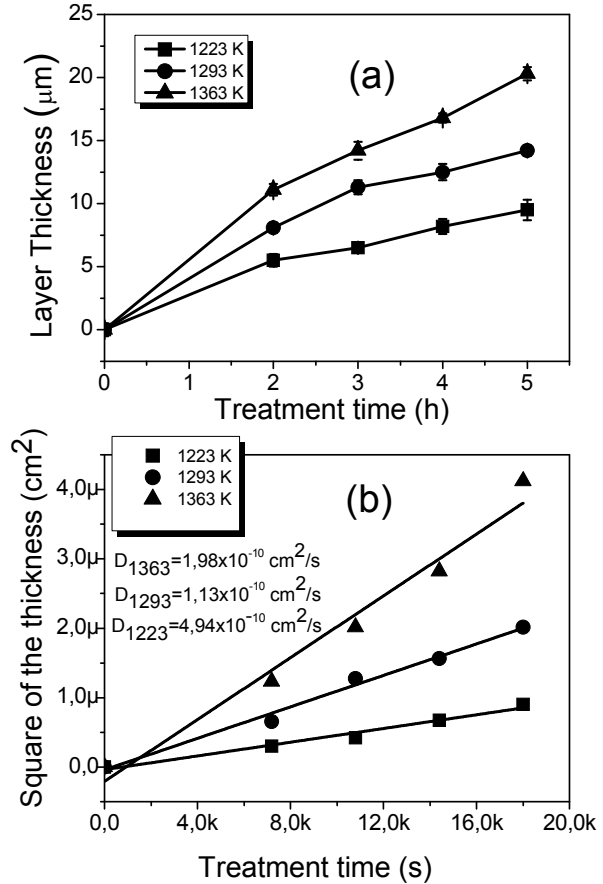 (a)
1223 K
1293 K
1363 K
Layer Thickness (μm)
25
20
15
10
5
0
0 1 2 3 4 5
Treatment time (h)
(b)
1223 K
1293 K
1363 K
D1363=1,98x10⁻¹⁰ cm²/s
D1293=1,13x10⁻¹⁰ cm²/s
D1223=4,94x10⁻¹⁰ cm²/s
Square of the thickness (cm²)
4,0μ
3,0μ
2,0μ
1,0μ
0,0
0,0 4,0k 8,0k 12,0k 16,0k 20,0k
Treatment time (s)